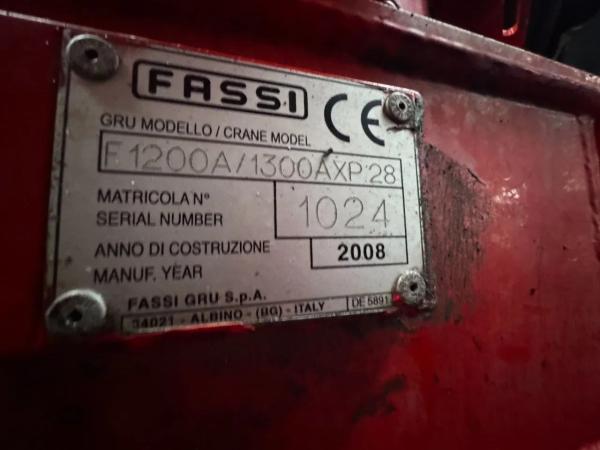 FASSI
CE
GRU MODELLO / CRANE MODEL
F1200A/1300AXP.28
MATRICOLA N°
SERIAL NUMBER
1024
ANNO DI COSTRUZIONE
MANUF. YEAR
2008
FASSI GRU S.p.A.
DE 5891
24021 - ALBINO - (BG) - ITALY